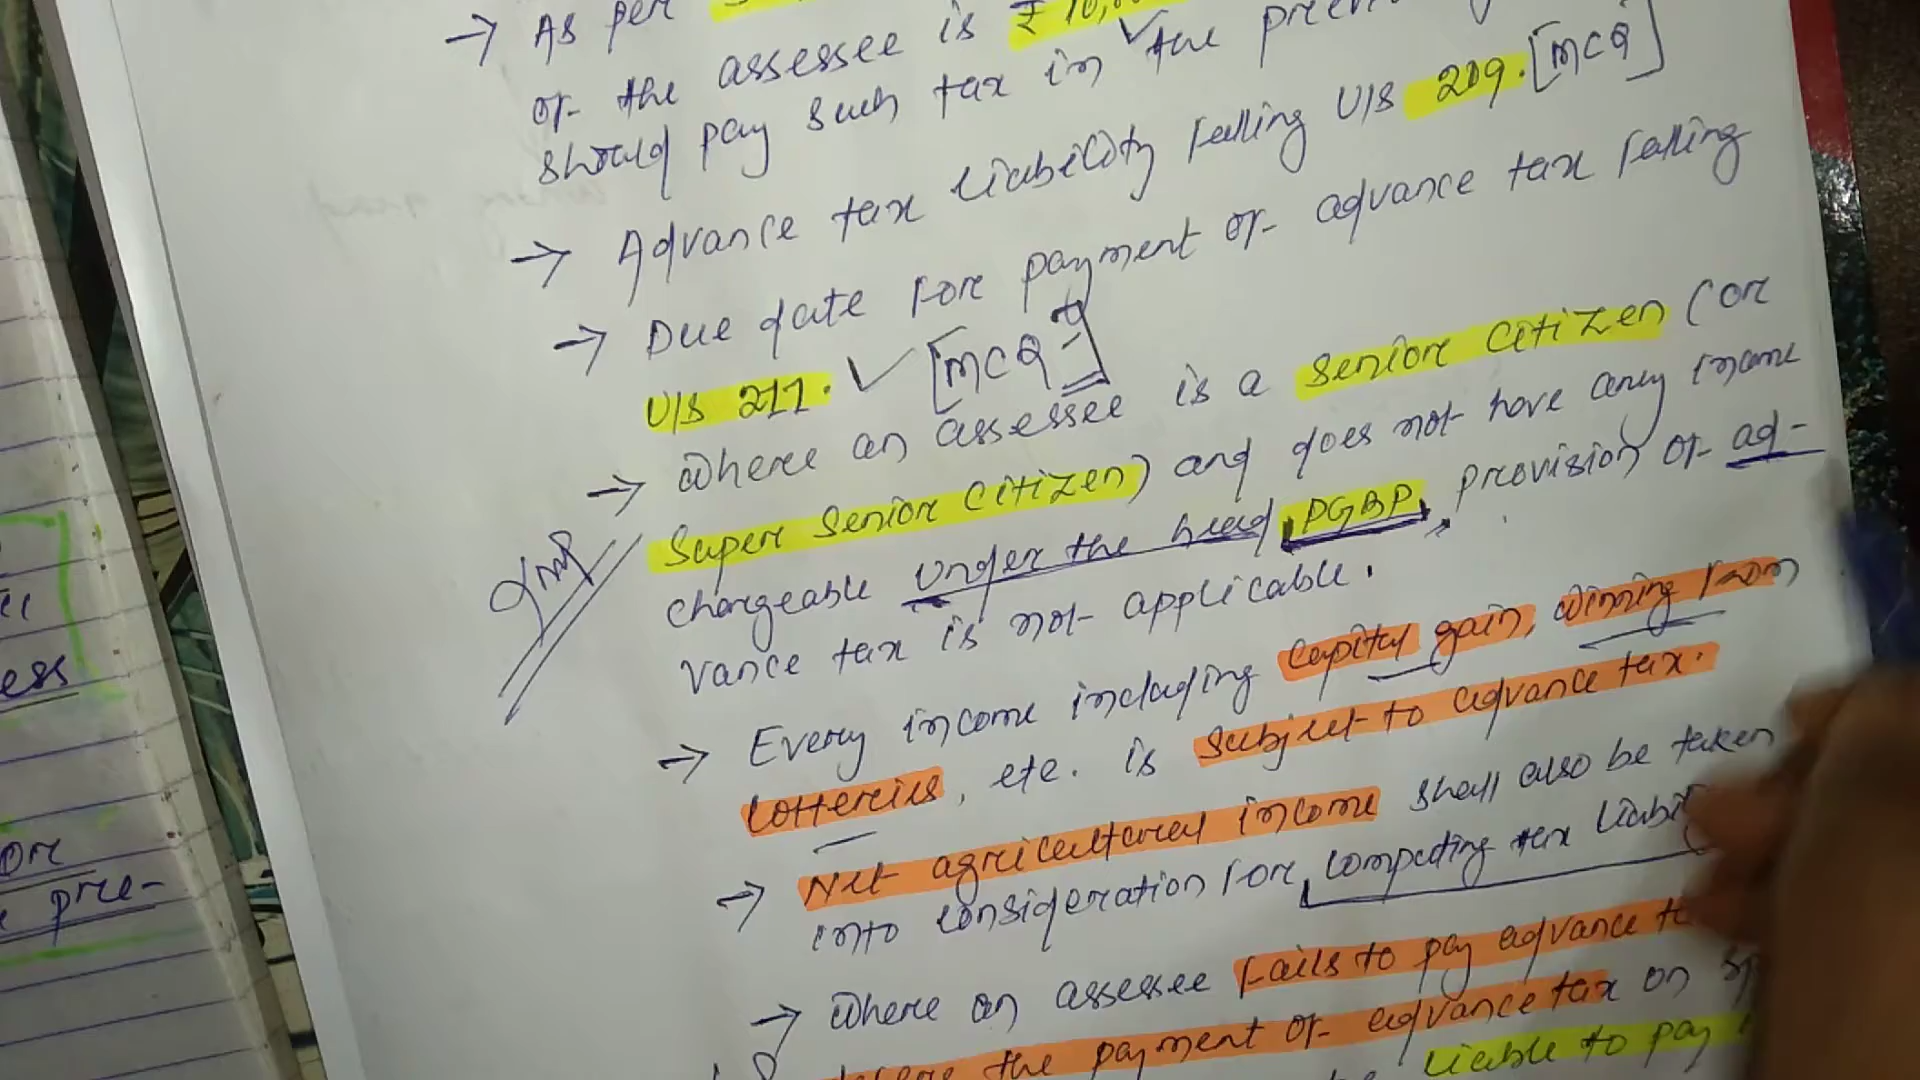 → As per
of the assessee is ₹ 10,
should pay such tax in the
→ Advance tax liability falling U/S 209. [MCQ]
→ Due date for payment of advance tax falling
U/S 211. ✓ [MCQ]
→ Where an assessee is a Senior Citizen (or
Super Senior Citizen) and does not have any income
chargeable under the head PGBP, provision of ad-
vance tax is not applicable.
Imp
→ Every income including Capital gain, winning from
Lotteries, etc. is subject to advance tax.
→ Net agricultural income shall also be taken
into consideration for computing tax
→ Where an assessee fails to pay advance
the payment of advance tax on
liable to pay
ess
or
pre-